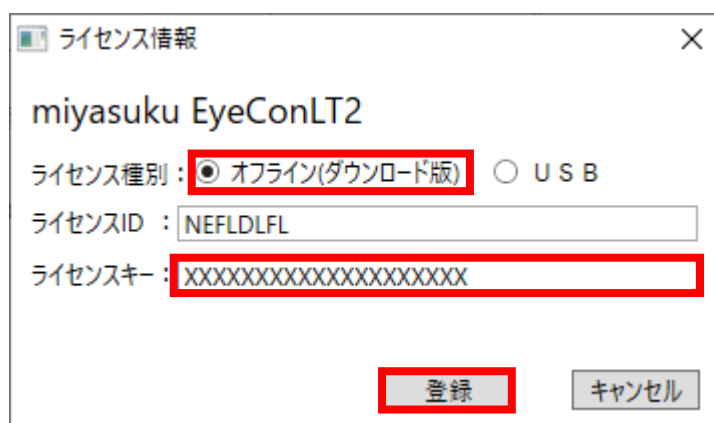 ライセンス情報
miyasuku EyeConLT2
ライセンス種別： オフライン(ダウンロード版) ＵＳＢ
ライセンスID ： NEFLDLFL
ライセンスキー： XXXXXXXXXXXXXXXXXXXX
登録 キャンセル